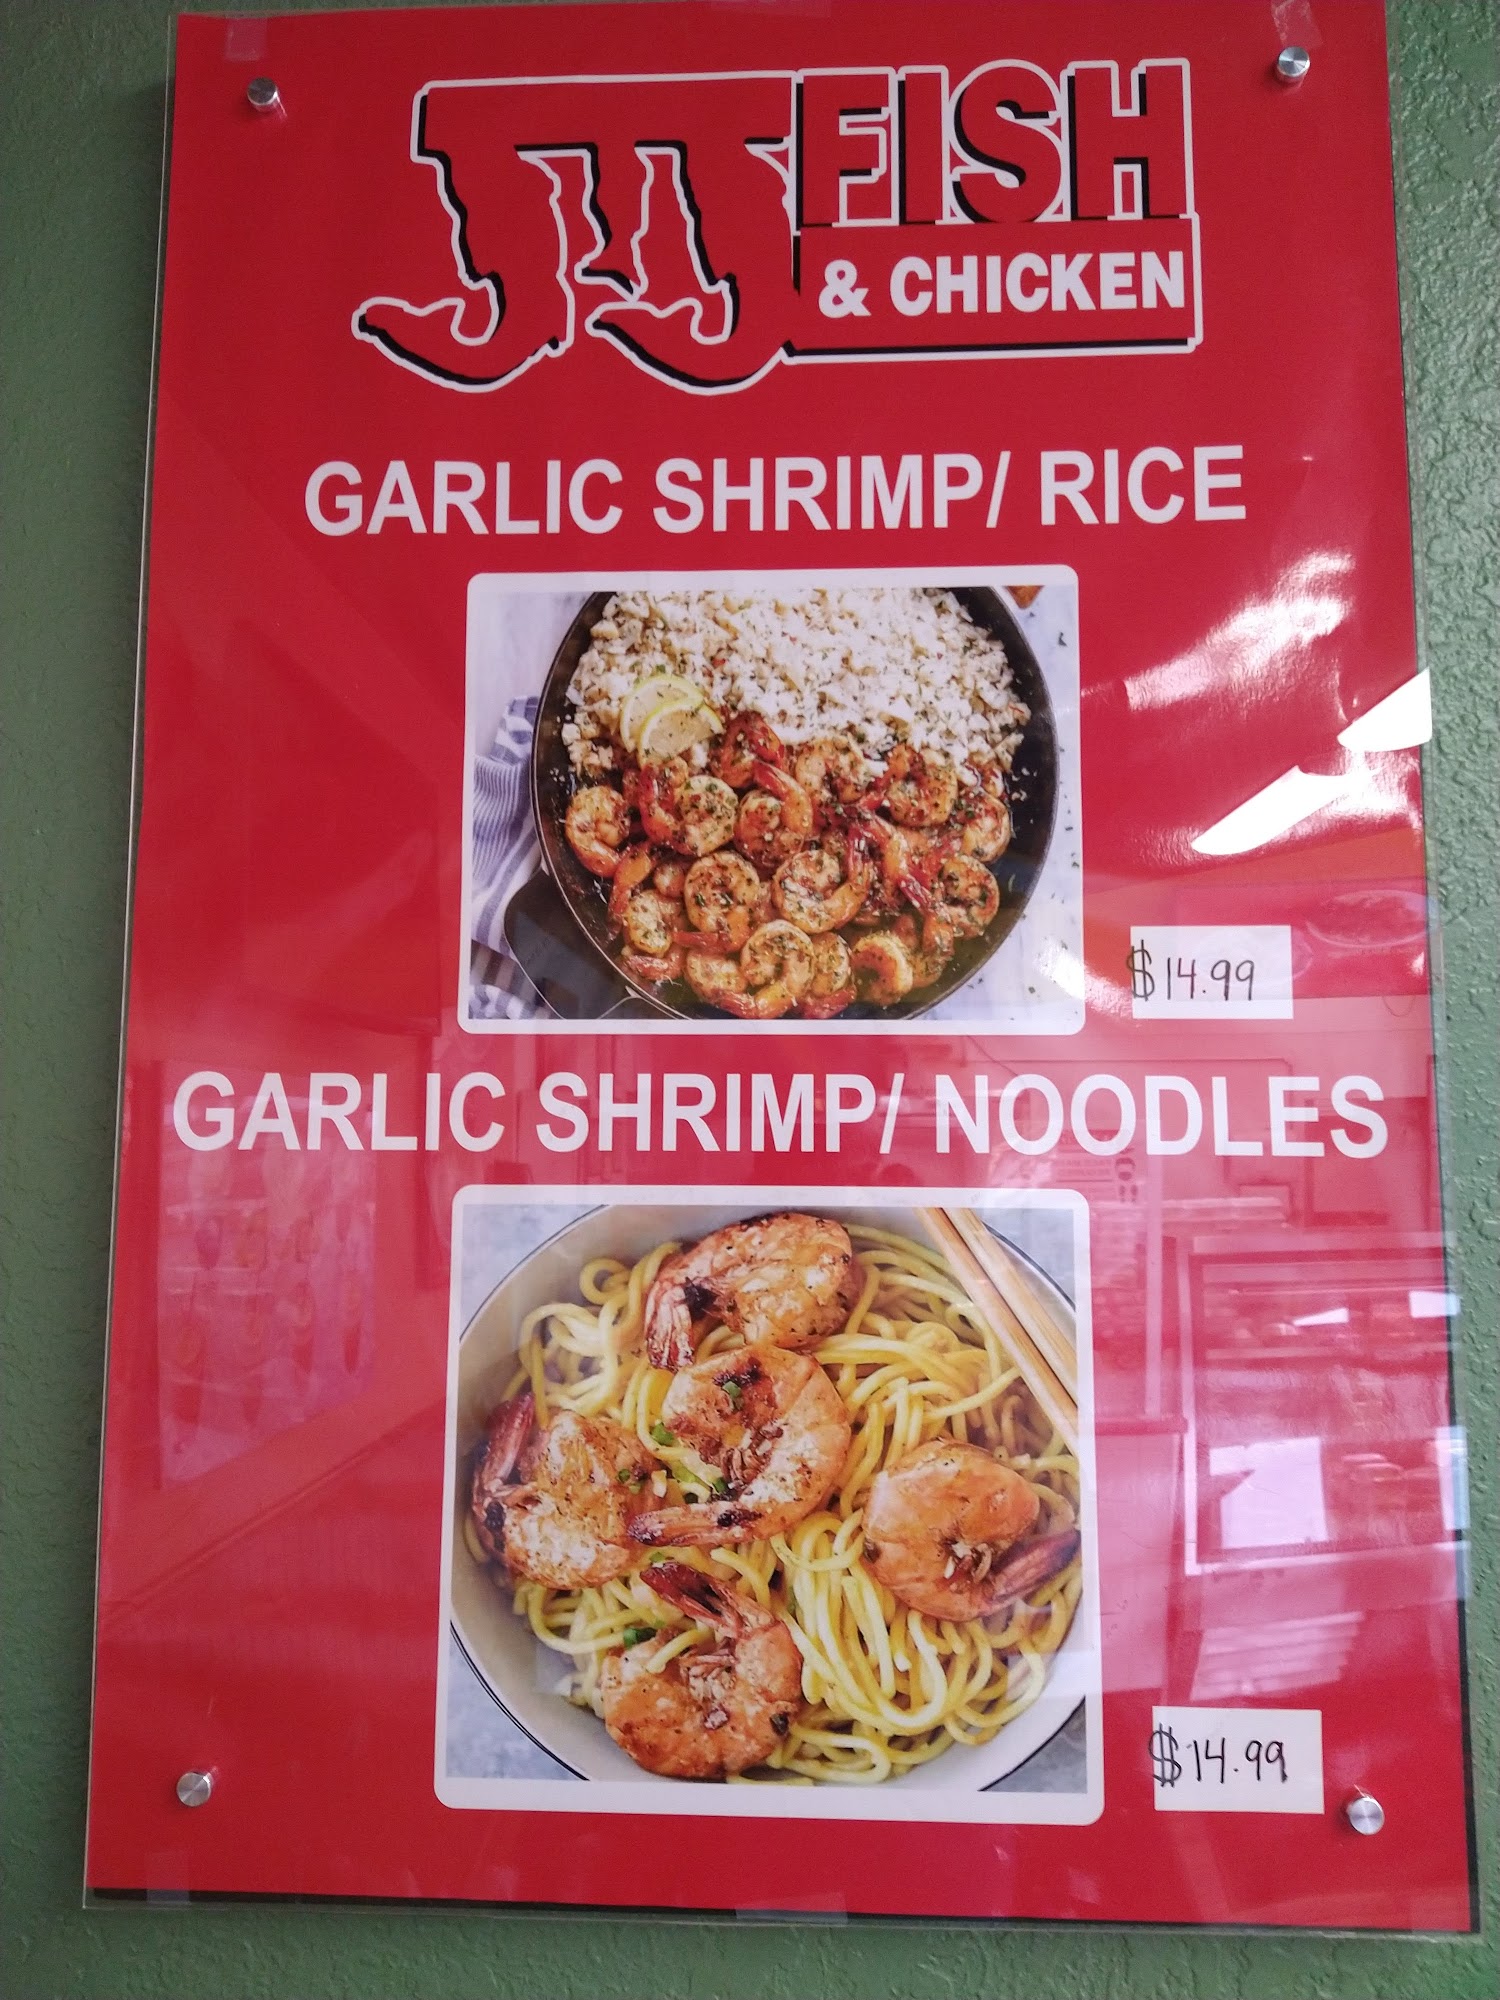 JJ FISH
& CHICKEN
GARLIC SHRIMP/ RICE
$14.99
GARLIC SHRIMP/ NOODLES
$14.99